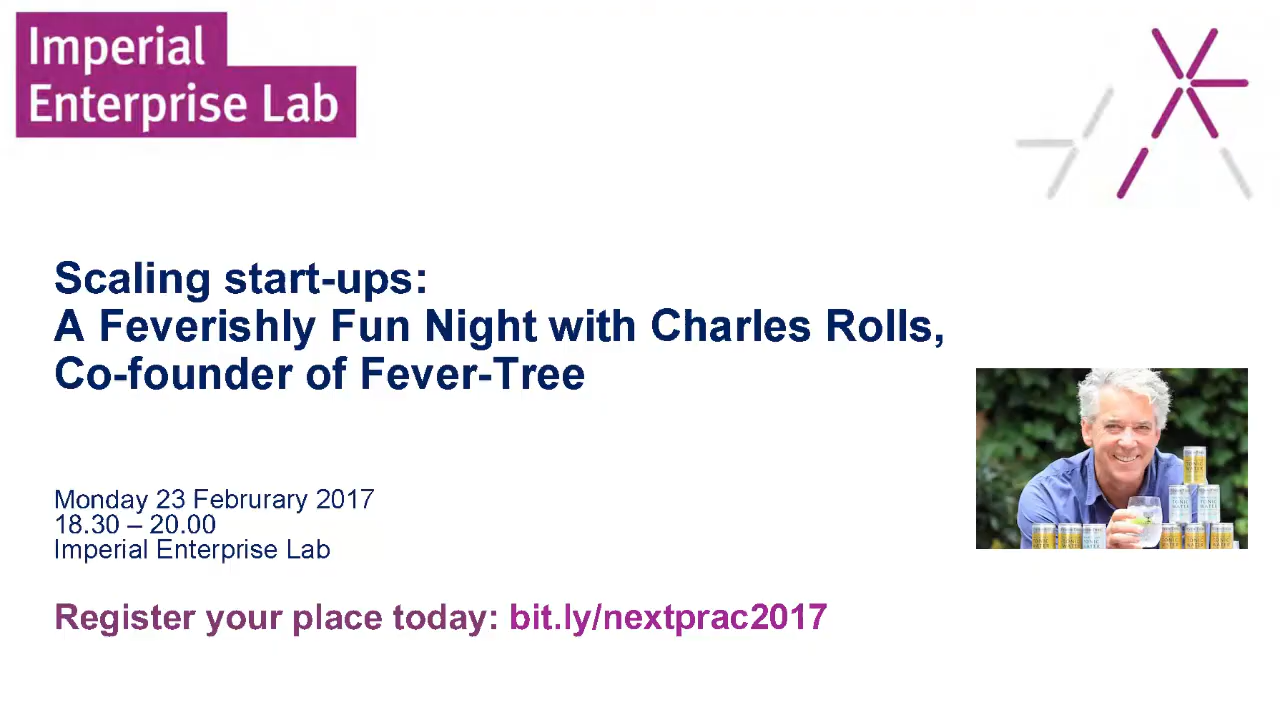 Imperial
Enterprise Lab
Scaling start-ups:
A Feverishly Fun Night with Charles Rolls,
Co-founder of Fever-Tree
Monday 23 Februrary 2017
18.30 – 20.00
Imperial Enterprise Lab
Register your place today: bit.ly/nextprac2017